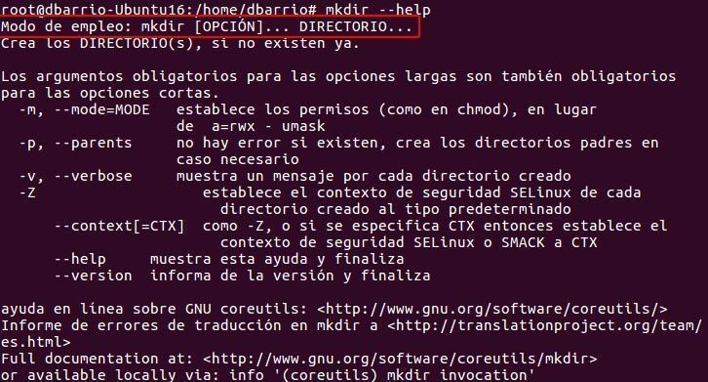 root@dbarrio-Ubuntu16:/home/dbarrio# mkdir --help
Modo de empleo: mkdir [OPCIÓN]... DIRECTORIO...
Crea los DIRECTORIO(s), si no existen ya.

Los argumentos obligatorios para las opciones largas son también obligatorios
para las opciones cortas.
  -m, --mode=MODE   establece los permisos (como en chmod), en lugar
                    de  a=rwx - umask
  -p, --parents     no hay error si existen, crea los directorios padres en
                    caso necesario
  -v, --verbose     muestra un mensaje por cada directorio creado
  -Z                   establece el contexto de seguridad SELinux de cada
                         directorio creado al tipo predeterminado
      --context[=CTX]  como -Z, o si se especifica CTX entonces establece el
                         contexto de seguridad SELinux o SMACK a CTX
      --help     muestra esta ayuda y finaliza
      --version  informa de la versión y finaliza

ayuda en línea sobre GNU coreutils: <http://www.gnu.org/software/coreutils/>
Informe de errores de traducción en mkdir a <http://translationproject.org/team/
es.html>
Full documentation at: <http://www.gnu.org/software/coreutils/mkdir>
or available locally via: info '(coreutils) mkdir invocation'